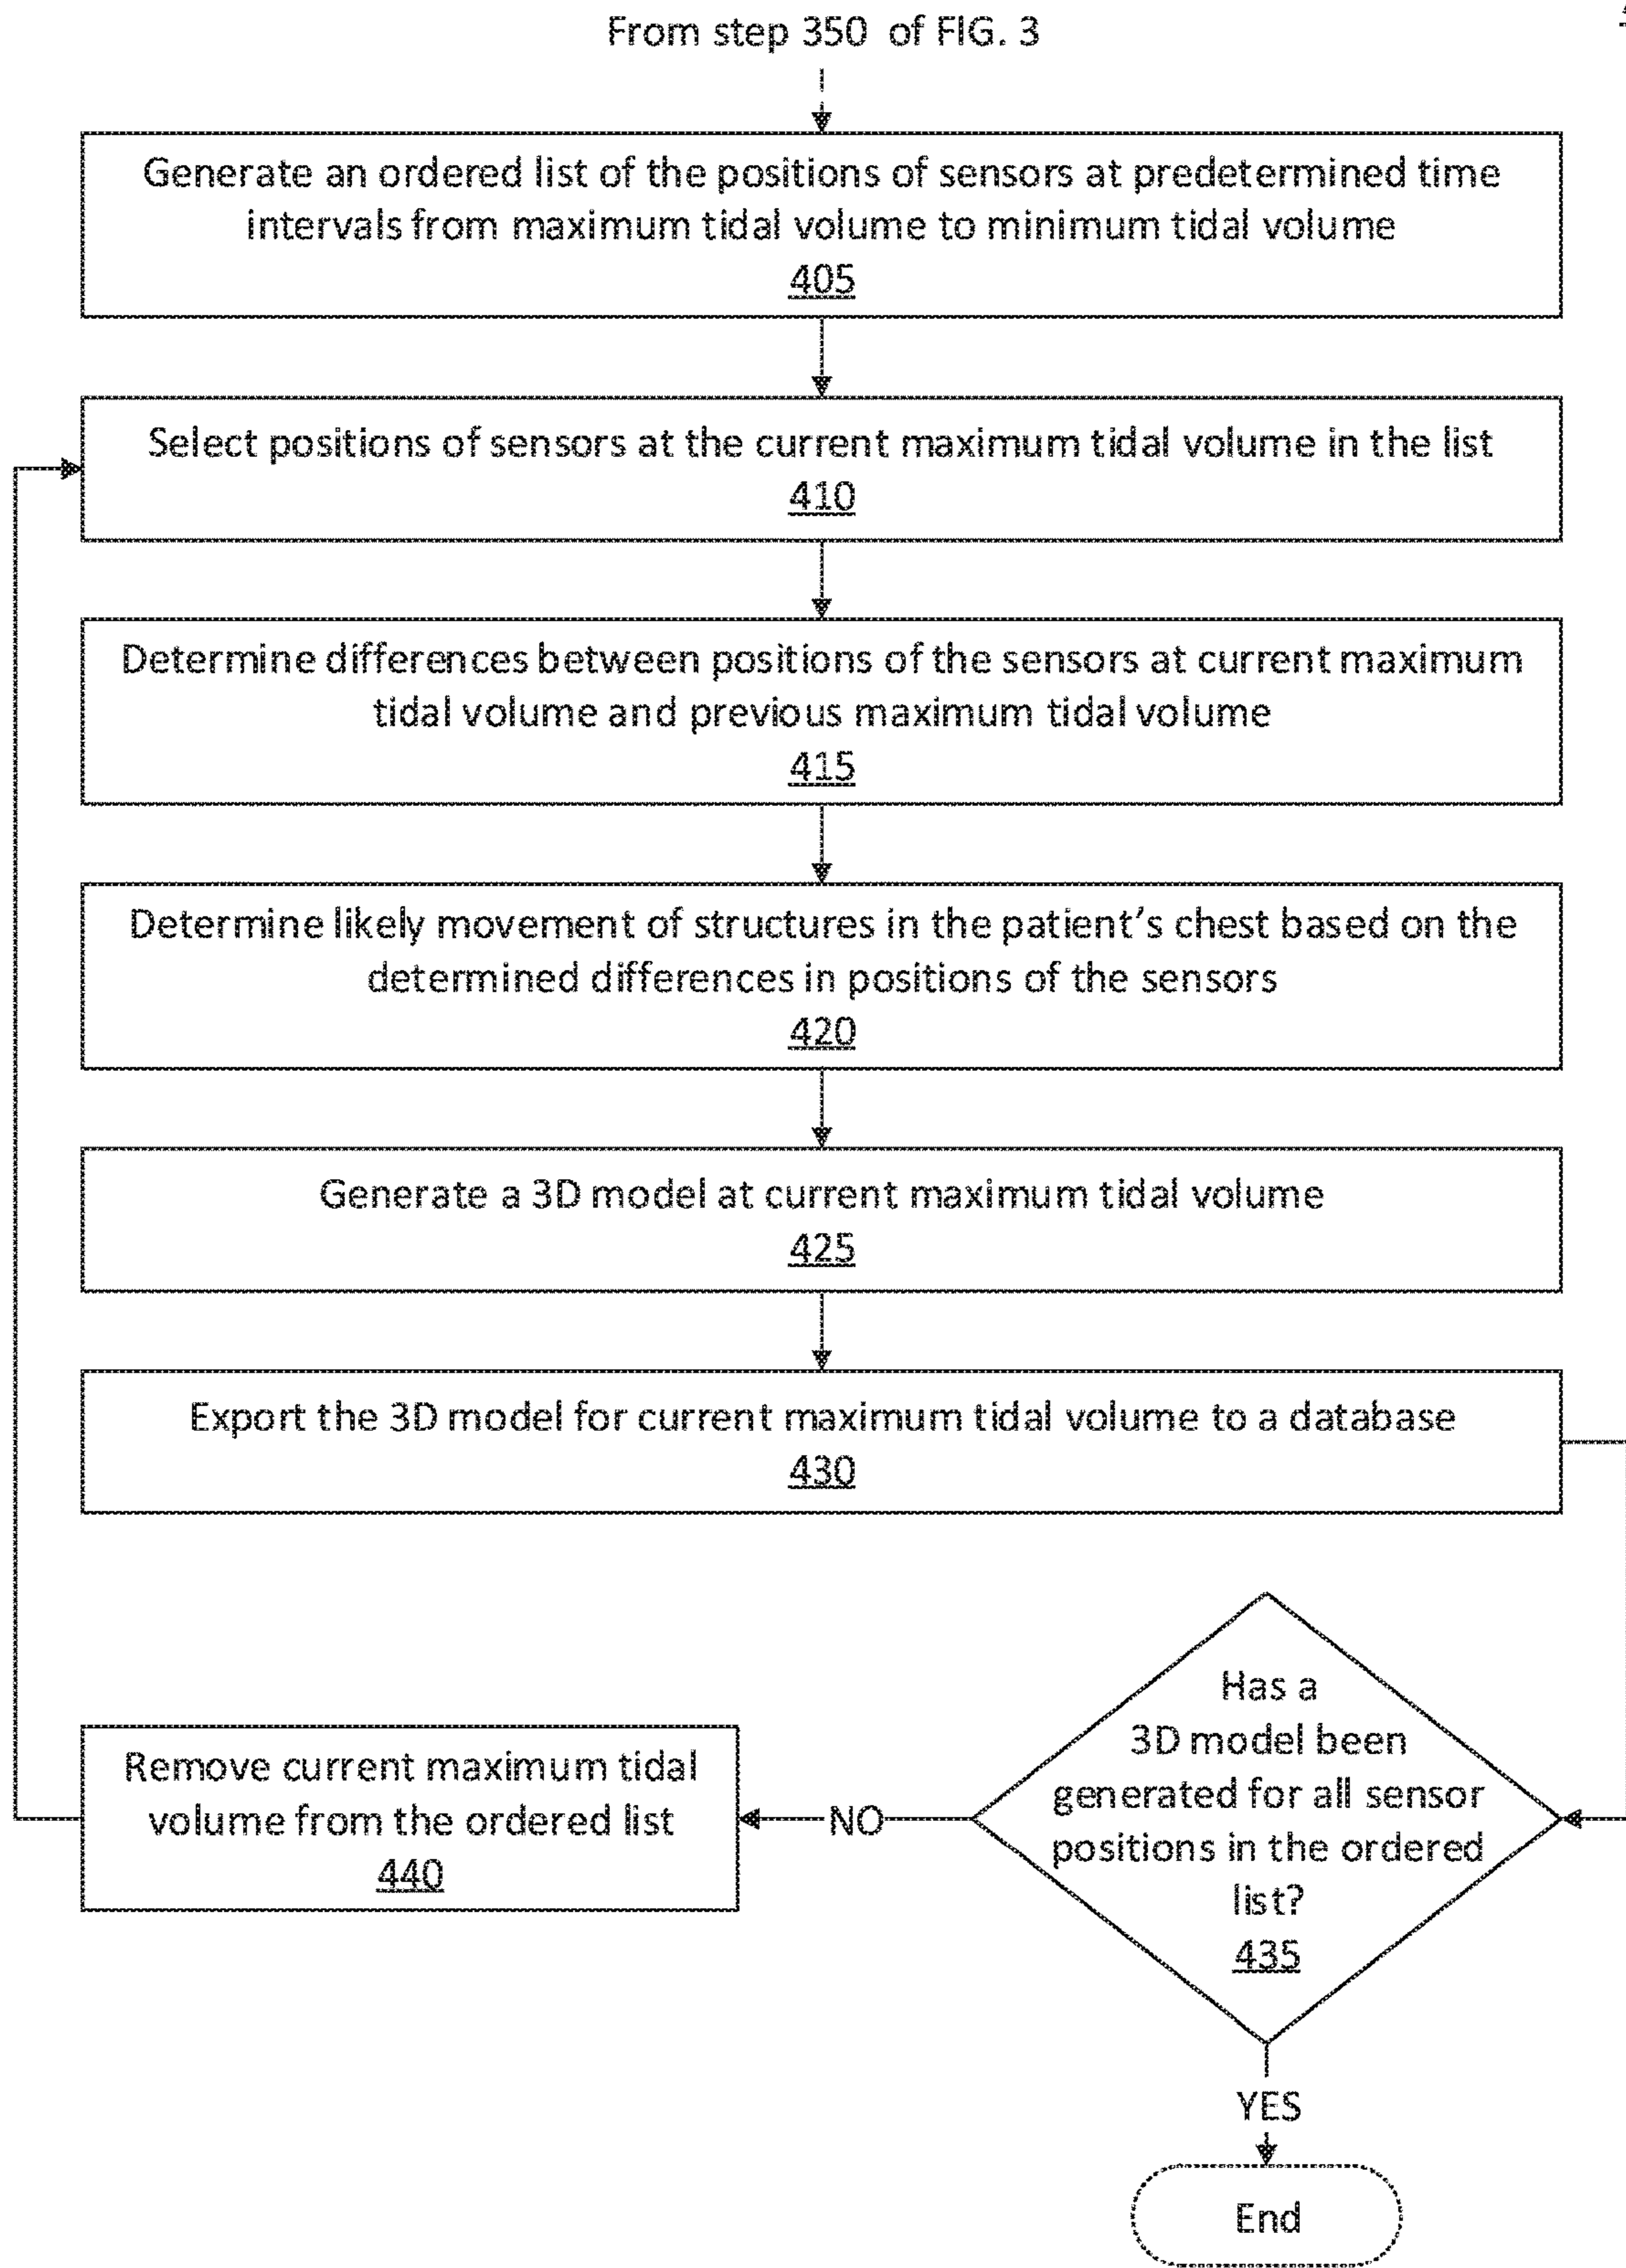 From step 350 of FIG. 3
Generate an ordered list of the positions of sensors at predetermined time
intervals from maximum tidal volume to minimum tidal volume
405
Select positions of sensors at the current maximum tidal volume in the list
410
Determine differences between positions of the sensors at current maximum
tidal volume and previous maximum tidal volume
415
Determine likely movement of structures in the patient's chest based on the
determined differences in positions of the sensors
420
Generate a 3D model at current maximum tidal volume
425
Export the 3D model for current maximum tidal volume to a database
430
Has a
3D model been
generated for all sensor
positions in the ordered
list?
435
NO
Remove current maximum tidal
volume from the ordered list
440
YES
End